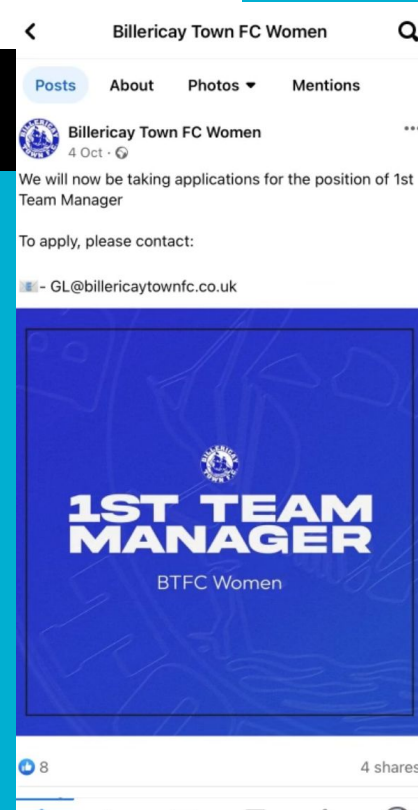 Billericay Town FC Women
Posts About Photos Mentions
Billericay Town FC Women
4 Oct ·
We will now be taking applications for the position of 1st
Team Manager
To apply, please contact:
- GL@billericaytownfc.co.uk
BILLERICAY
TOWN F.C.
1ST TEAM
MANAGER
BTFC Women
8 4 shares